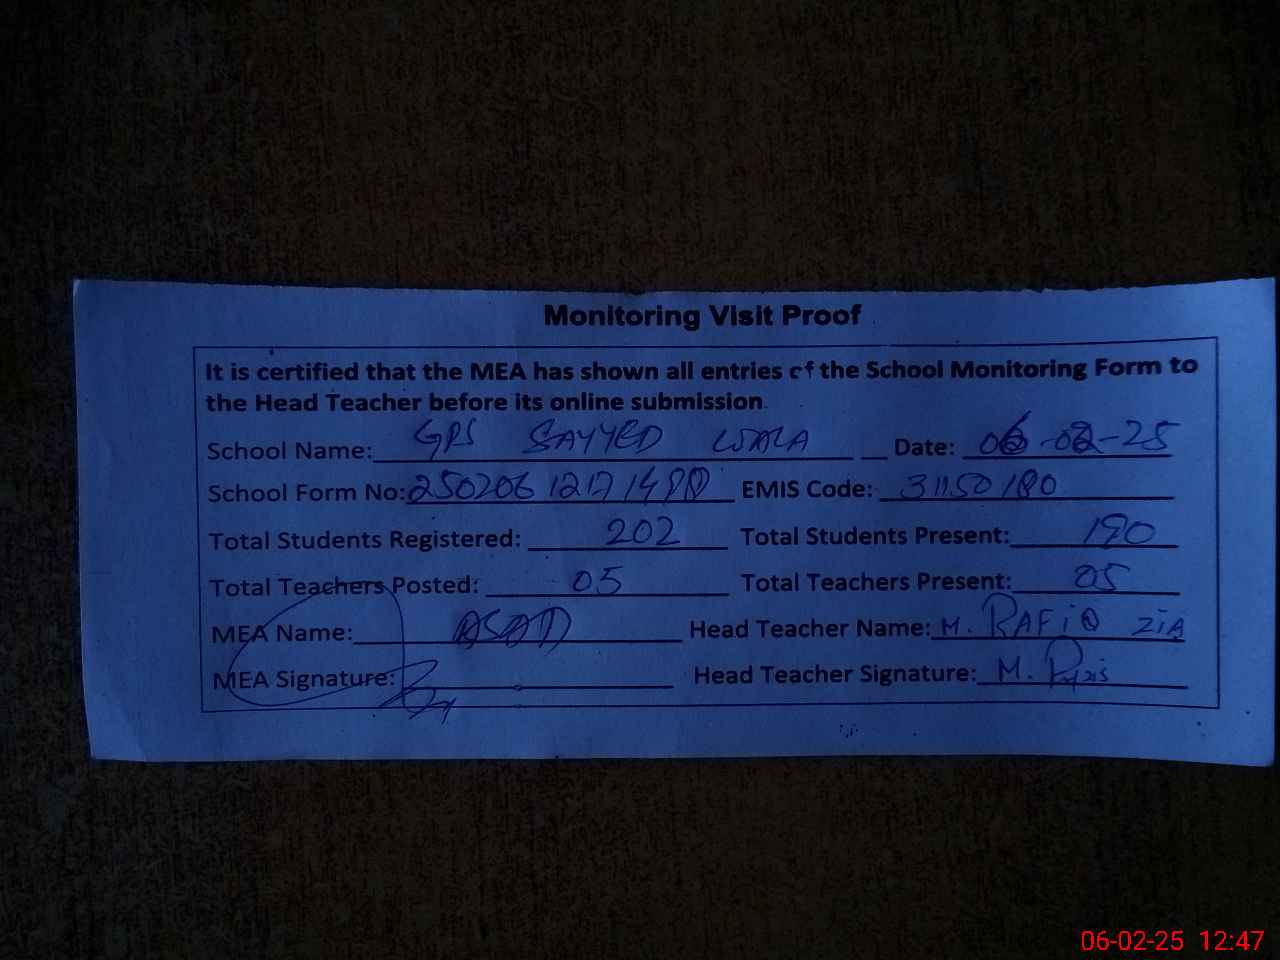 Monitoring Visit Proof
It is certified that the MEA has shown all entries of the School Monitoring Form to
the Head Teacher before its online submission.
School Name: GPS SAYYED WALA Date: 06-02-25
School Form No: EMIS Code: 31150180
Total Students Registered: 202 Total Students Present: 190
Total Teachers Posted: 05 Total Teachers Present: 05
MEA Name: ASAD Head Teacher Name: M. RAFIQ ZIA
MEA Signature: Head Teacher Signature: M.
06-02-25 12:47